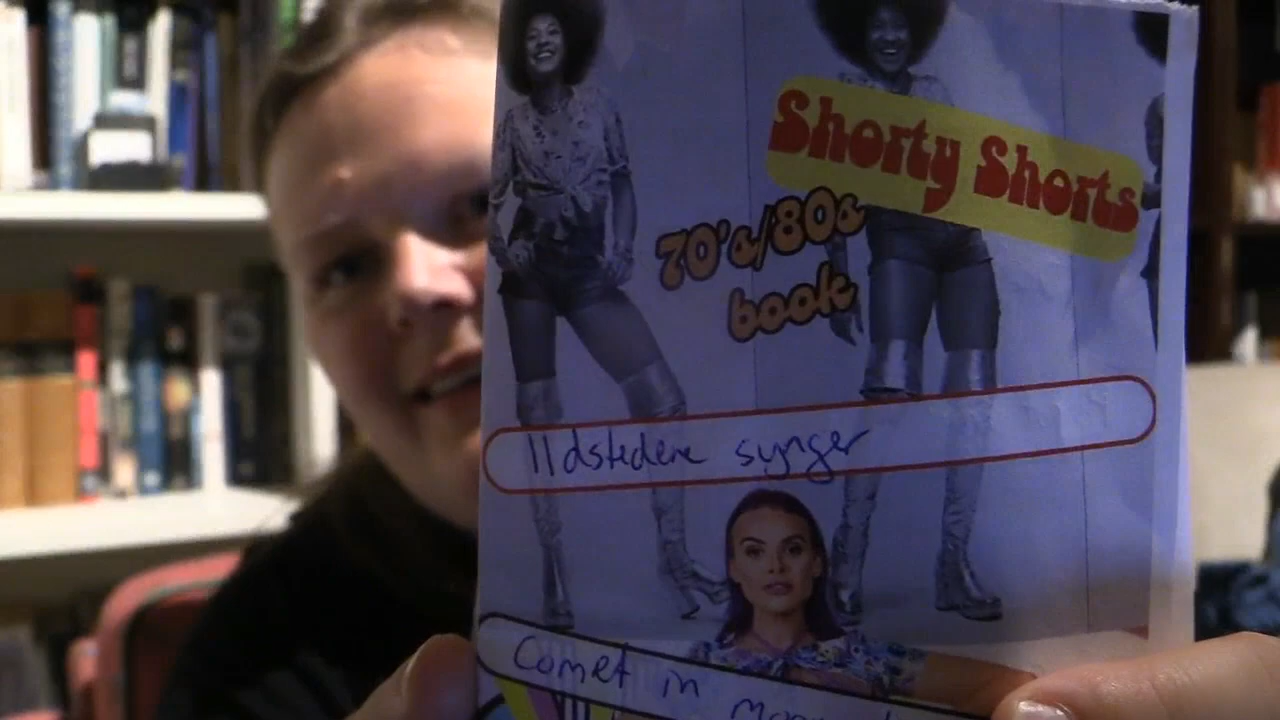 Shorty Shorts
70's/80s
book
Ildstedene synger
Comet in